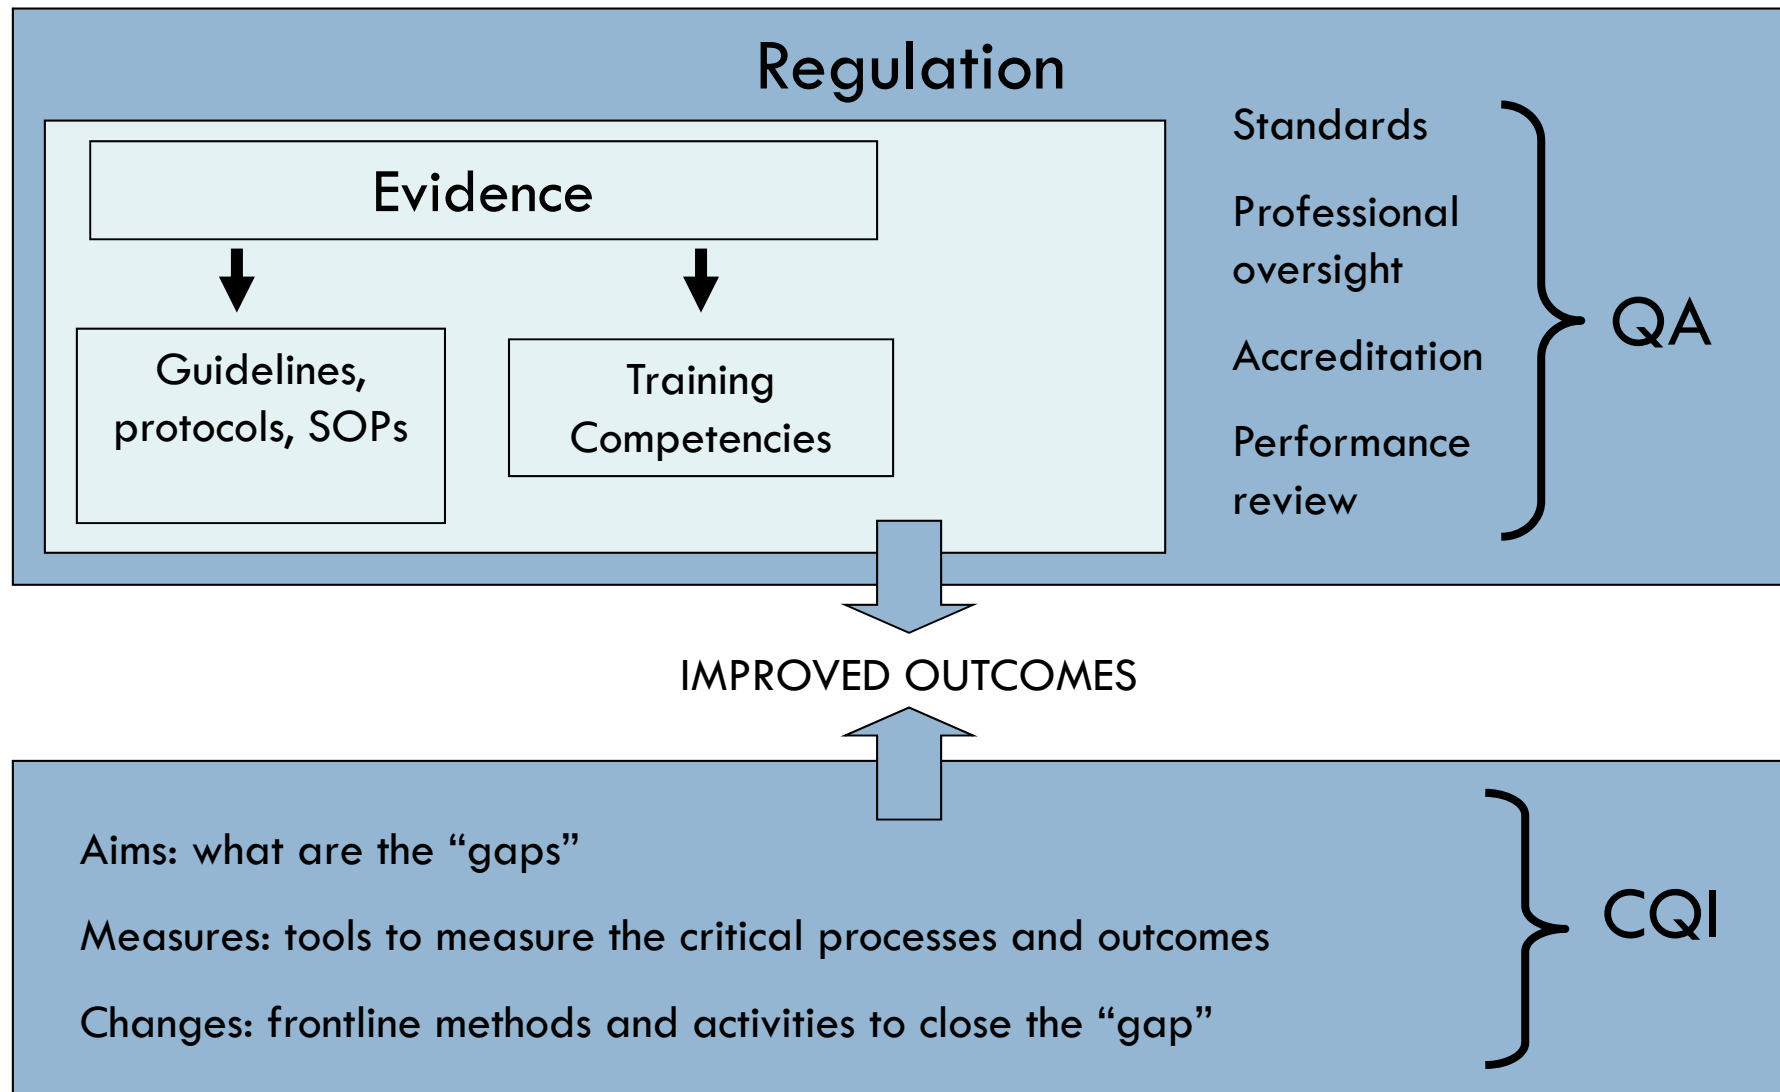 Regulation
Evidence
Guidelines,
protocols, SOPs
Training
Competencies
Standards
Professional
oversight
Accreditation
Performance
review
QA
IMPROVED OUTCOMES
Aims: what are the “gaps”
Measures: tools to measure the critical processes and outcomes
Changes: frontline methods and activities to close the “gap”
CQI